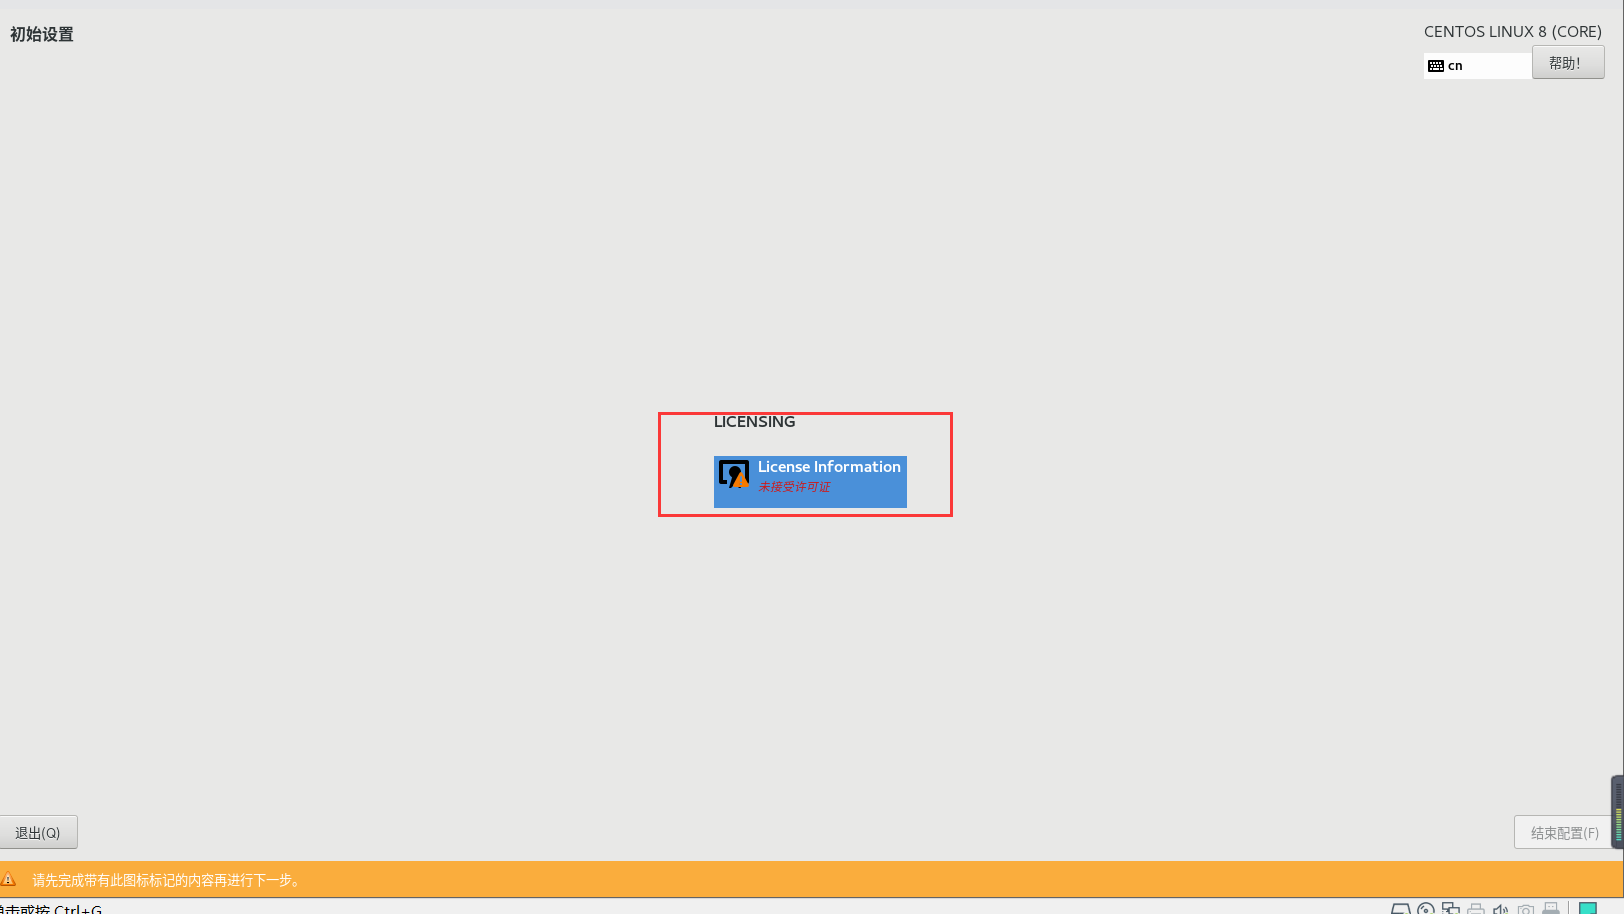 初始设置
CENTOS LINUX 8 (CORE)
cn
帮助！
LICENSING
License Information
未接受许可证
退出(Q)
结束配置(F)
请先完成带有此图标标记的内容再进行下一步。
击或按 Ctrl+G